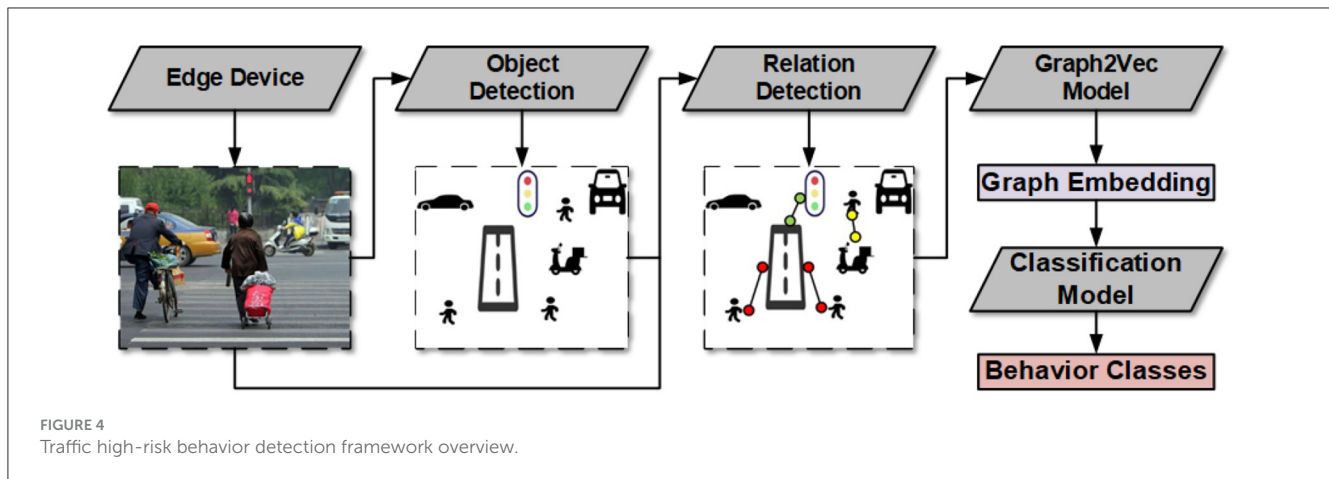 Edge Device
Object
Detection
Relation
Detection
Graph2Vec
Model
Graph Embedding
Classification
Model
Behavior Classes
FIGURE 4
Traffic high-risk behavior detection framework overview.